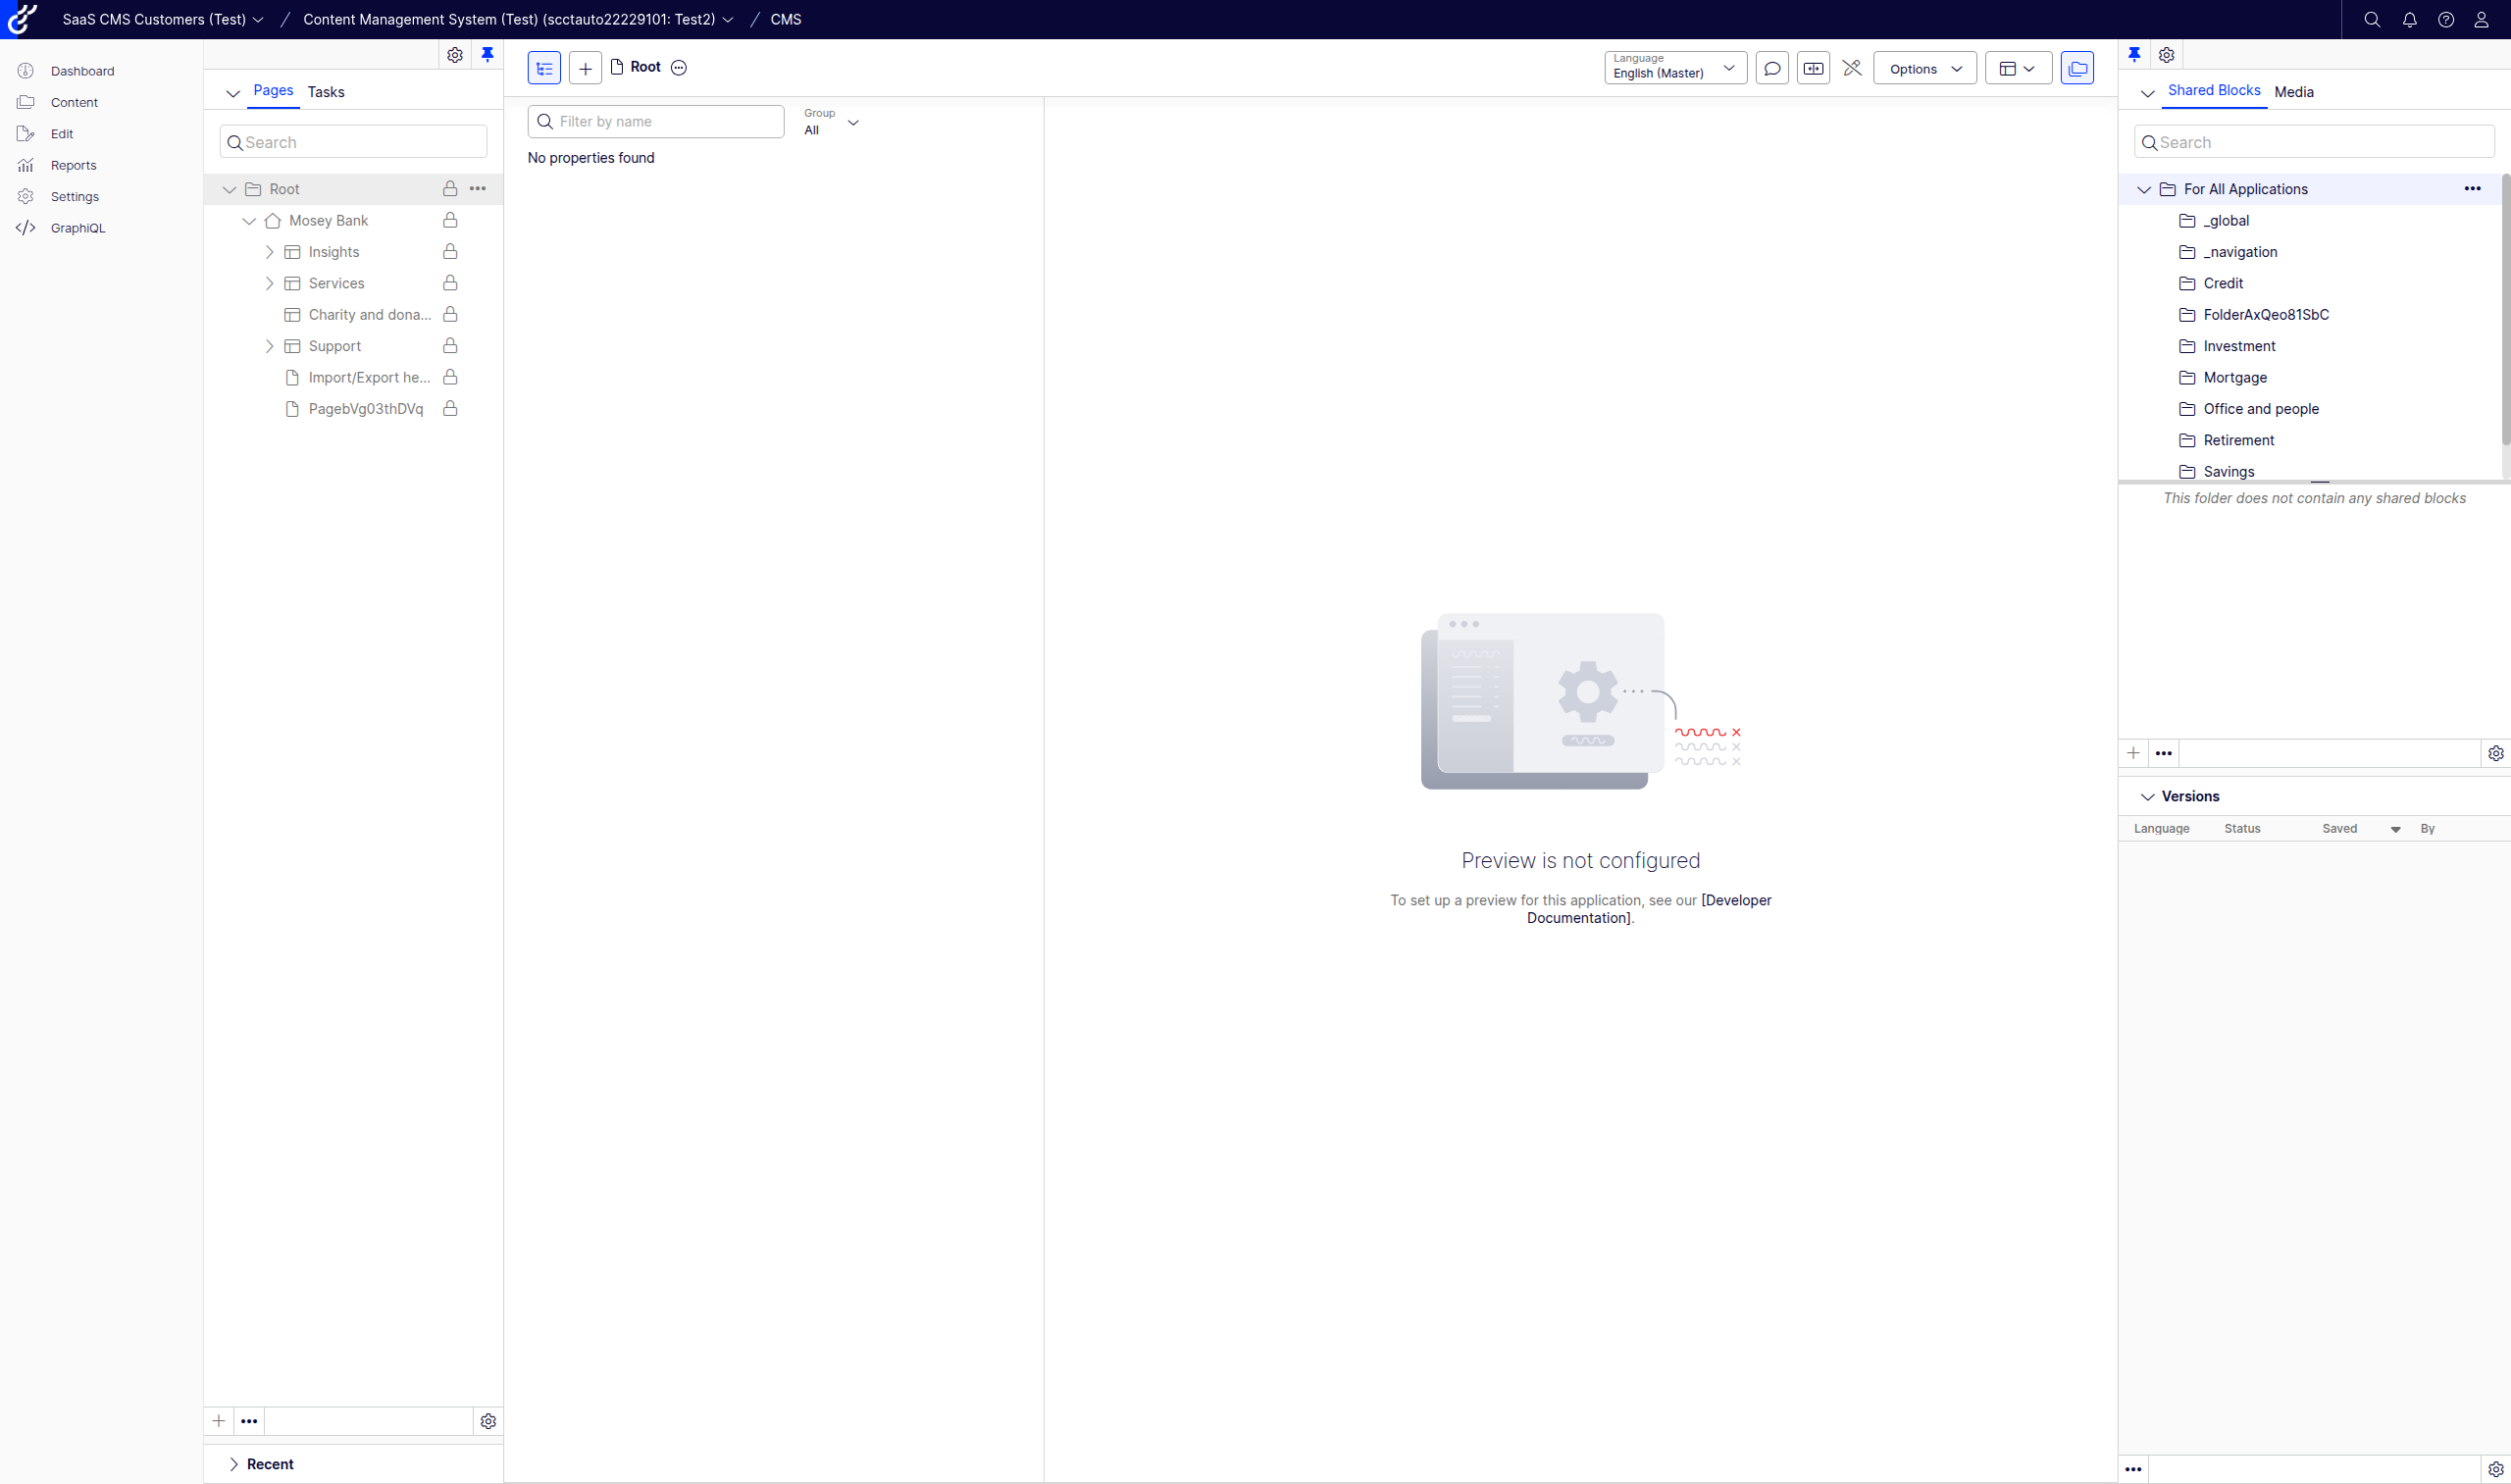 SaaS CMS Customers (Test) / Content Management System (Test) (scctauto22229101: Test2) / CMS
Dashboard
Content
Edit
Reports
Settings
GraphiQL
Pages Tasks
Search
Root
Mosey Bank
Insights
Services
Charity and dona...
Support
Import/Export he...
PagebVg03thDVq
Recent
Root
Language
English (Master)
Options
Filter by name
Group
All
No properties found
Preview is not configured
To set up a preview for this application, see our [Developer
Documentation].
Shared Blocks Media
Search
For All Applications
_global
_navigation
Credit
FolderAxQeo81SbC
Investment
Mortgage
Office and people
Retirement
Savings
This folder does not contain any shared blocks
Versions
Language Status Saved By